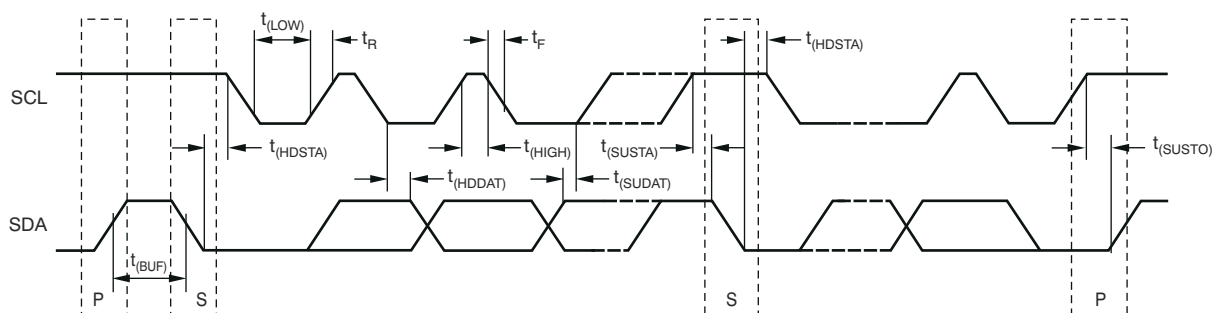 t(LOW)
tR
tF
t(HDSTA)
SCL
t(HDSTA)
t(HIGH)
t(SUSTA)
t(SUSTO)
t(HDDAT)
t(SUDAT)
SDA
t(BUF)
P
S
S
P